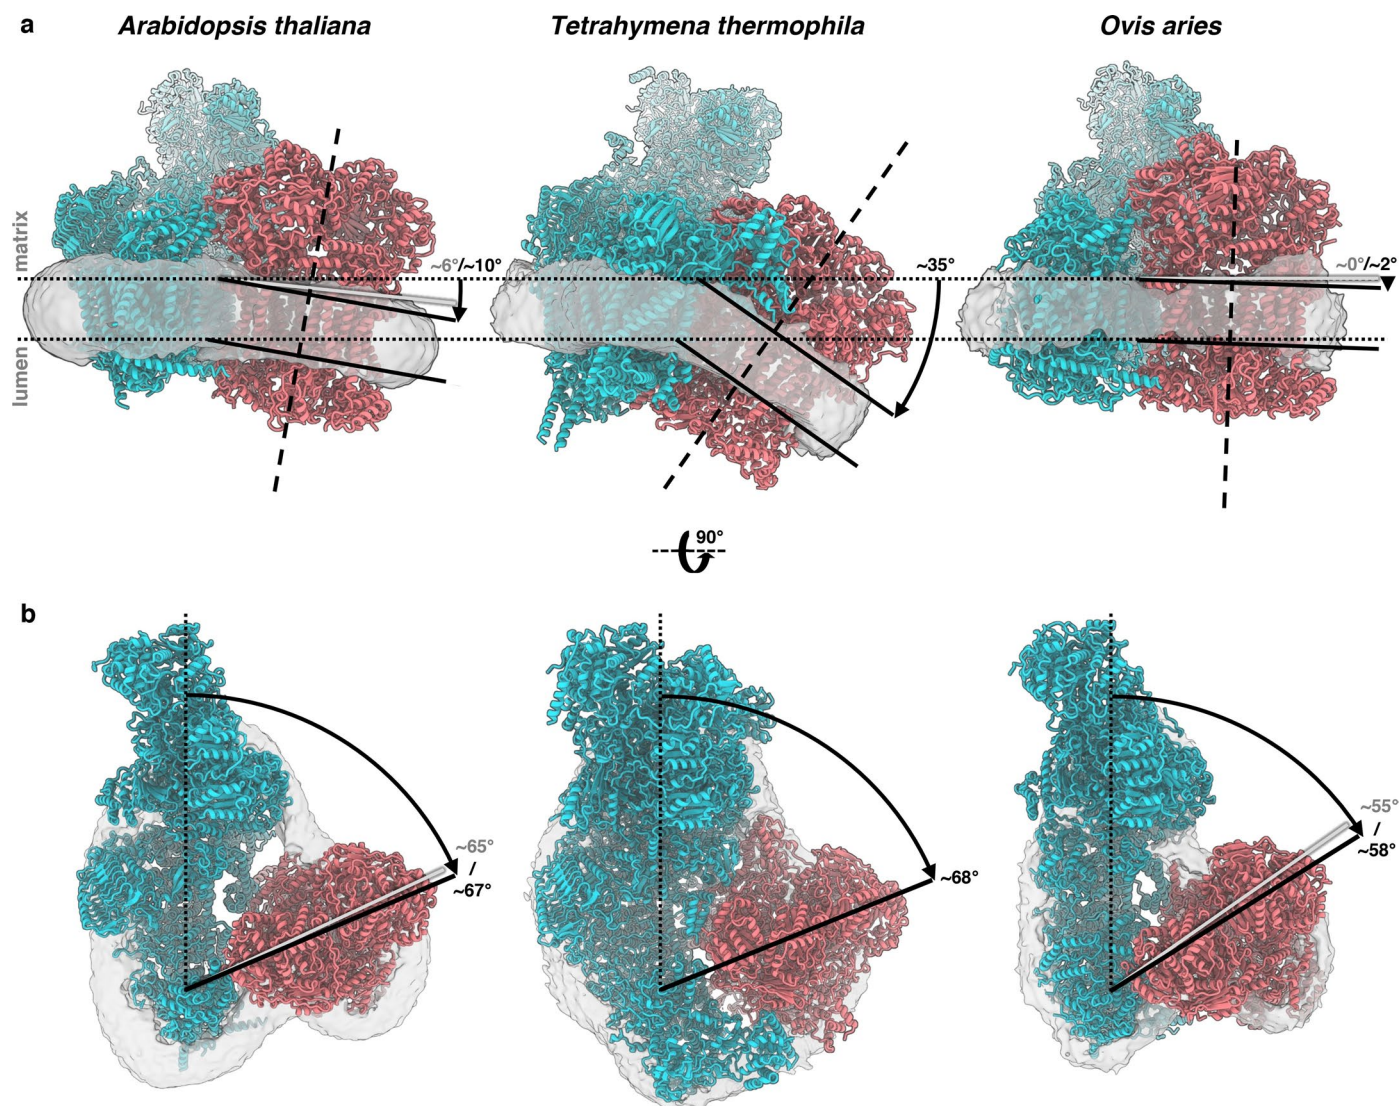 a
Arabidopsis thaliana
Tetrahymena thermophila
Ovis aries
matrix
lumen
~6°/~10°
~35°
~0°/~2°
90°
b
~65°
/
~67°
~68°
~55°
/
~58°